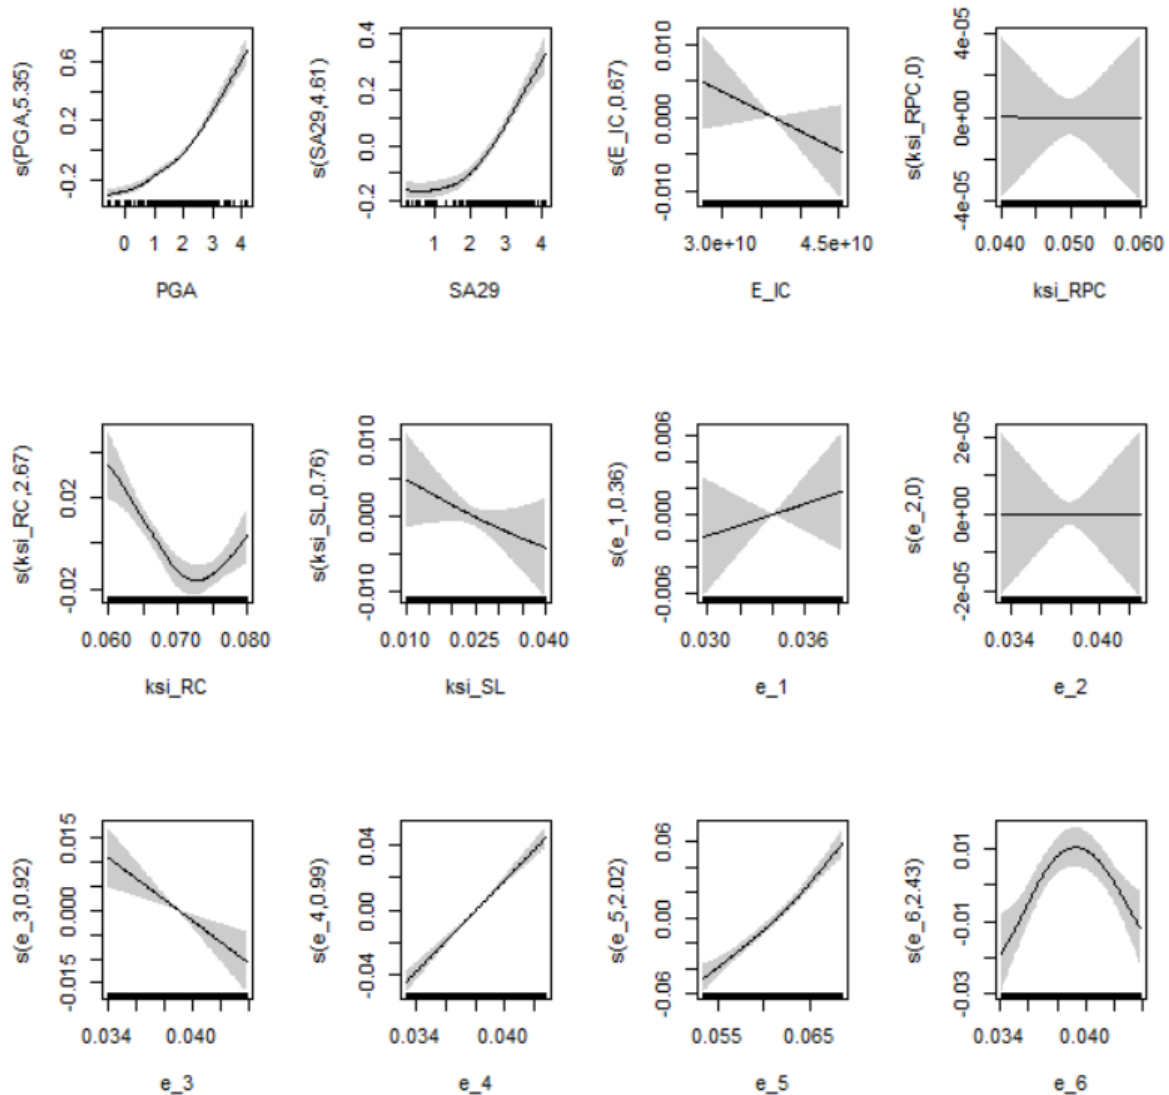 s(PGA,5.35)
0.6
0.2
-0.2
0 1 2 3 4
PGA
s(SA29,4.61)
0.4
0.2
0.0
-0.2
1 2 3 4
SA29
s(E_IC,0.67)
0.010
0.000
-0.010
3.0e+10 4.5e+10
E_IC
s(ksi_RPC,0)
4e-05
0e+00
-4e-05
0.040 0.050 0.060
ksi_RPC
s(ksi_RC,2.67)
0.02
-0.02
0.060 0.070 0.080
ksi_RC
s(ksi_SL,0.76)
0.010
0.000
-0.010
0.010 0.025 0.040
ksi_SL
s(e_1,0.36)
0.006
0.000
-0.006
0.030 0.036
e_1
s(e_2,0)
2e-05
0e+00
-2e-05
0.034 0.040
e_2
s(e_3,0.92)
0.015
0.000
-0.015
0.034 0.040
e_3
s(e_4,0.99)
0.04
0.00
-0.04
0.034 0.040
e_4
s(e_5,2.02)
0.06
0.00
-0.06
0.055 0.065
e_5
s(e_6,2.43)
0.01
-0.01
-0.03
0.034 0.040
e_6